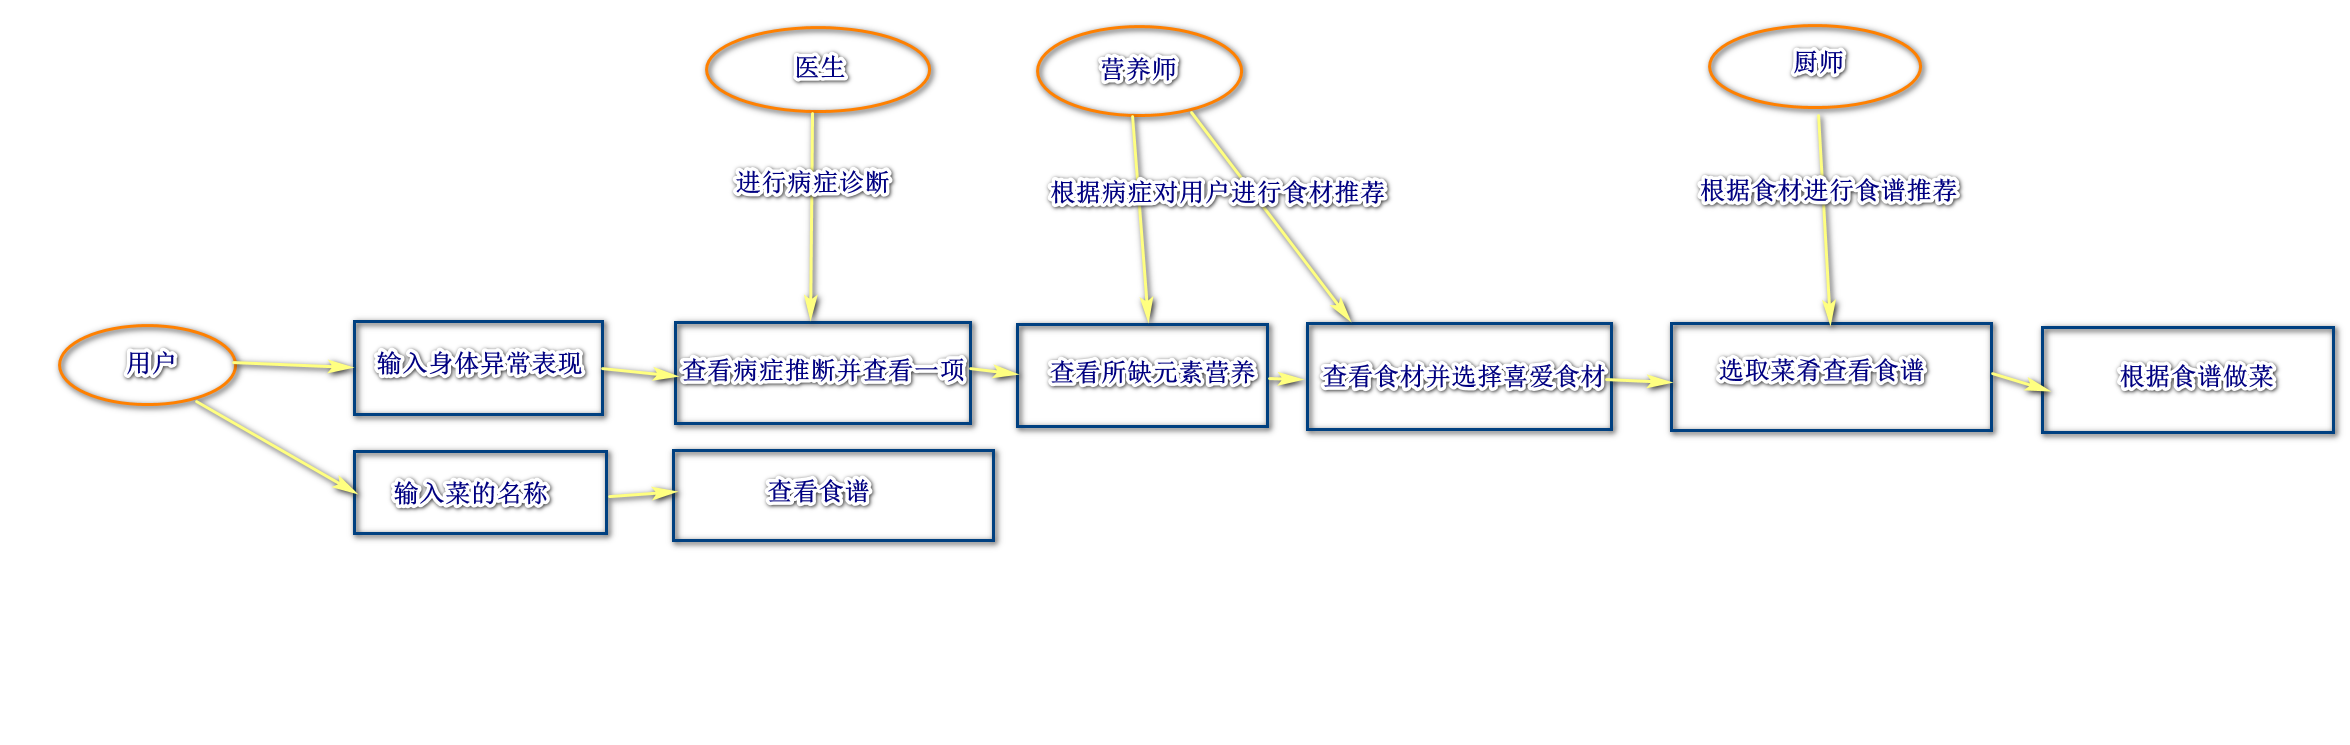 医生
营养师
厨师
进行病症诊断
根据病症对用户进行食材推荐
根据食材进行食谱推荐
用户
输入身体异常表现
查看病症推断并查看一项
查看所缺元素营养
查看食材并选择喜爱食材
选取菜肴查看食谱
根据食谱做菜
输入菜的名称
查看食谱